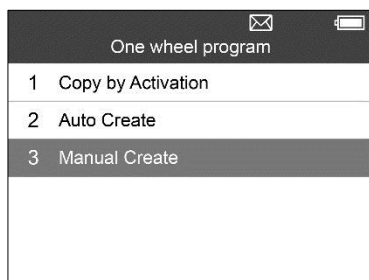 One wheel program
1 Copy by Activation
2 Auto Create
3 Manual Create